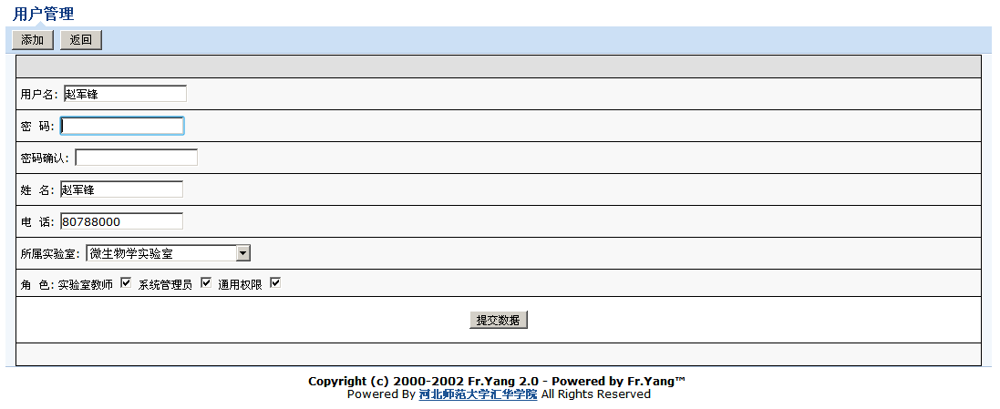 用户管理
添加 返回
用户名: 赵军锋
密 码:
密码确认:
姓 名: 赵军锋
电 话: 80788000
所属实验室: 微生物学实验室
角 色: 实验室教师 系统管理员 通用权限
提交数据
Copyright (c) 2000-2002 Fr.Yang 2.0 - Powered by Fr.Yang™
Powered By 河北师范大学汇华学院 All Rights Reserved